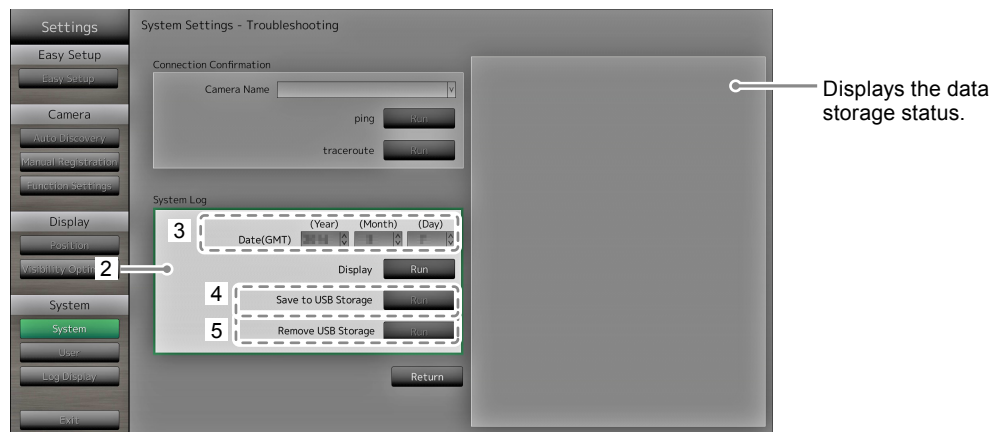 Settings
Easy Setup
Easy Setup
Camera
Auto Discovery
Manual Registration
Function Settings
Display
Position
Visibility Optim
System
System
User
Log Display
Exit
System Settings - Troubleshooting
Connection Confirmation
Camera Name
ping Run
traceroute Run
System Log
3
(Year) (Month) (Day)
Date(GMT)
2
Display Run
4 Save to USB Storage Run
5 Remove USB Storage Run
Return
Displays the data
storage status.